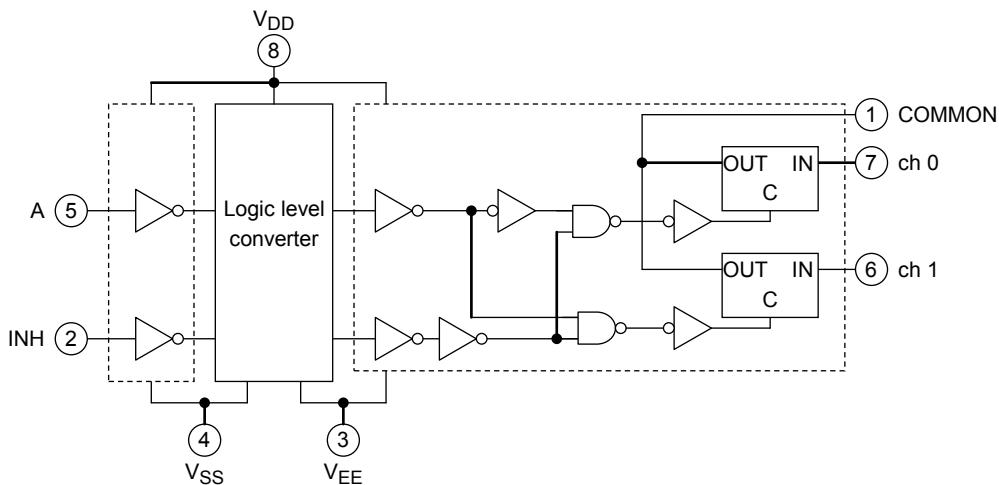 VDD
8
1 COMMON
OUT IN 7 ch 0
C
A 5
Logic level
converter
OUT IN 6 ch 1
C
INH 2
4
VSS
3
VEE